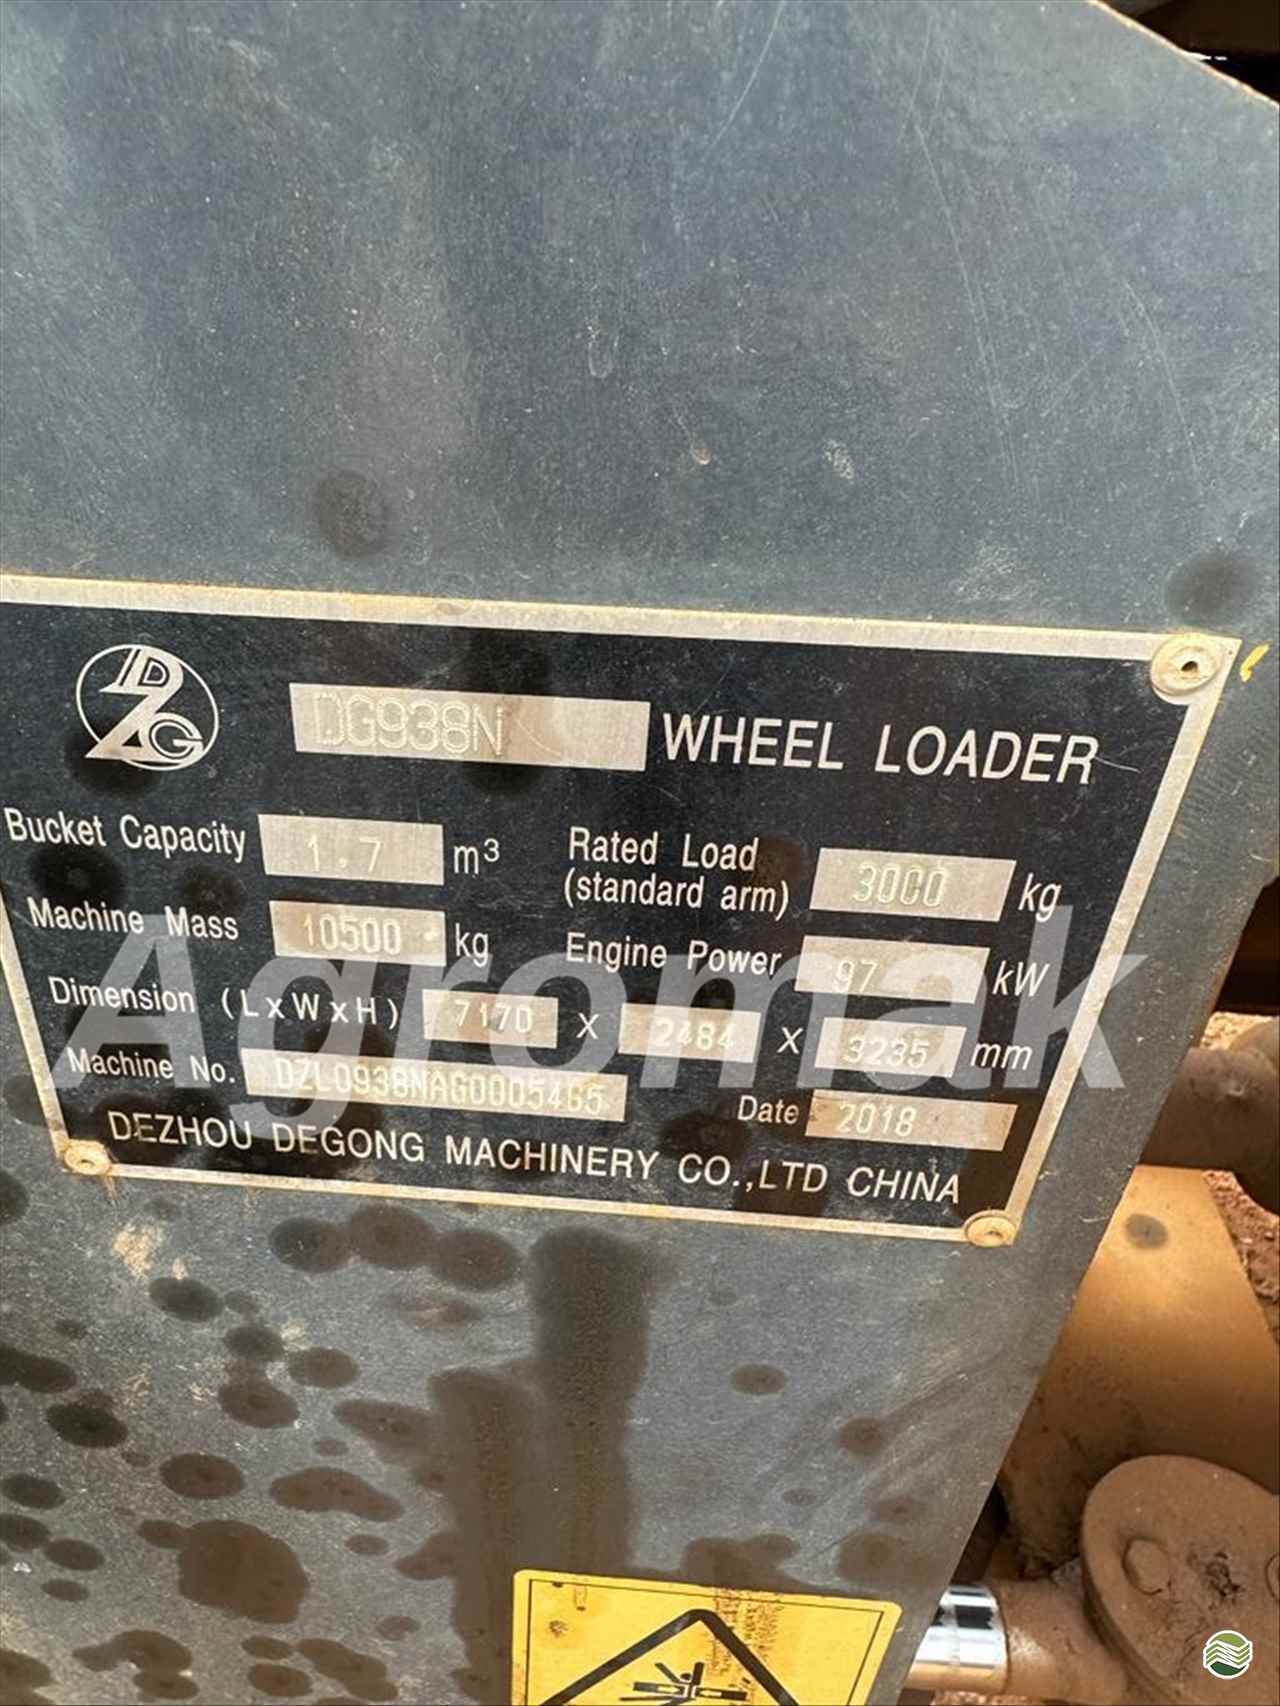 DZG
DG938N WHEEL LOADER
Bucket Capacity 1.7 m³ Rated Load (standard arm) 3000 kg
Machine Mass 10500 kg Engine Power 97 kW
Dimension (LxWxH) 7170 X 2484 X 3235 mm
Machine No. DZL0938NAG0005465 Date 2018
DEZHOU DEGONG MACHINERY CO.,LTD CHINA
Agromak